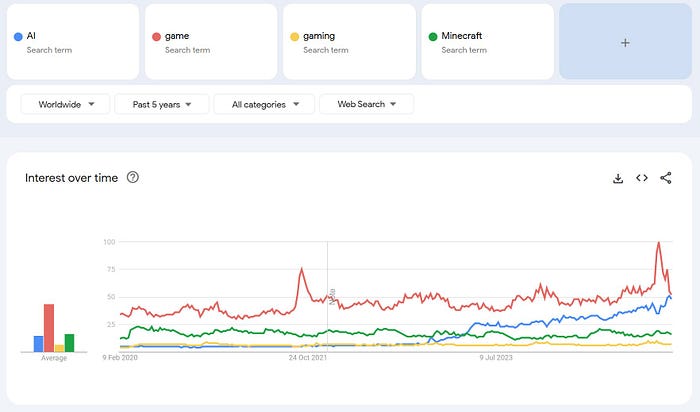 AI
Search term
game
Search term
gaming
Search term
Minecraft
Search term
+
Worldwide
Past 5 years
All categories
Web Search
Interest over time
100
75
50
25
Note
Average
9 Feb 2020
24 Oct 2021
9 Jul 2023